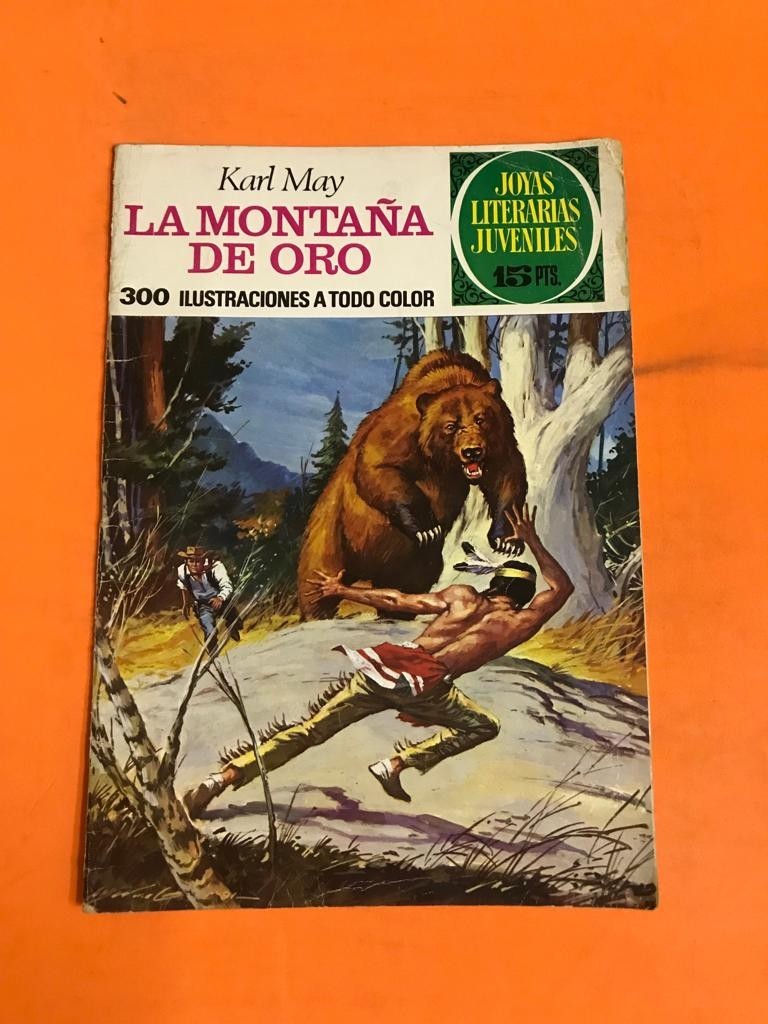 Karl May
LA MONTAÑA
DE ORO
300 ILUSTRACIONES A TODO COLOR
JOYAS
LITERARIAS
JUVENILES
15 PTS.